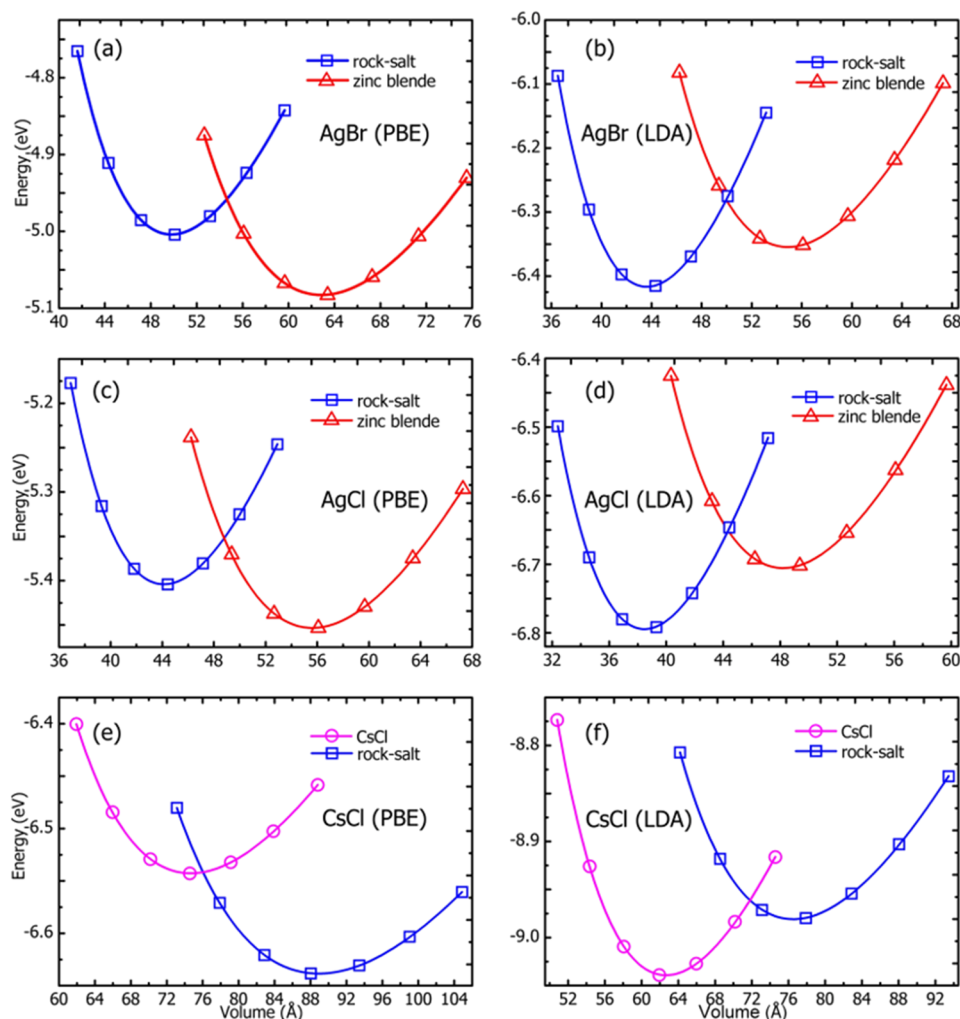 (a)
rock-salt
zinc blende
AgBr (PBE)
Energy (eV)
-4.8
-4.9
-5.0
-5.1
40 44 48 52 56 60 64 68 72 76
(b)
rock-salt
zinc blende
AgBr (LDA)
-6.0
-6.1
-6.2
-6.3
-6.4
36 40 44 48 52 56 60 64 68
(c)
rock-salt
zinc blende
AgCl (PBE)
Energy (eV)
-5.2
-5.3
-5.4
36 40 44 48 52 56 60 64 68
(d)
rock-salt
zinc blende
AgCl (LDA)
-6.4
-6.5
-6.6
-6.7
-6.8
32 36 40 44 48 52 56 60
(e)
CsCl
rock-salt
CsCl (PBE)
Energy (eV)
-6.4
-6.5
-6.6
60 64 68 72 76 80 84 88 92 96 100 104
Volume (Å)
(f)
CsCl
rock-salt
CsCl (LDA)
-8.8
-8.9
-9.0
52 56 60 64 68 72 76 80 84 88 92
Volume (Å)